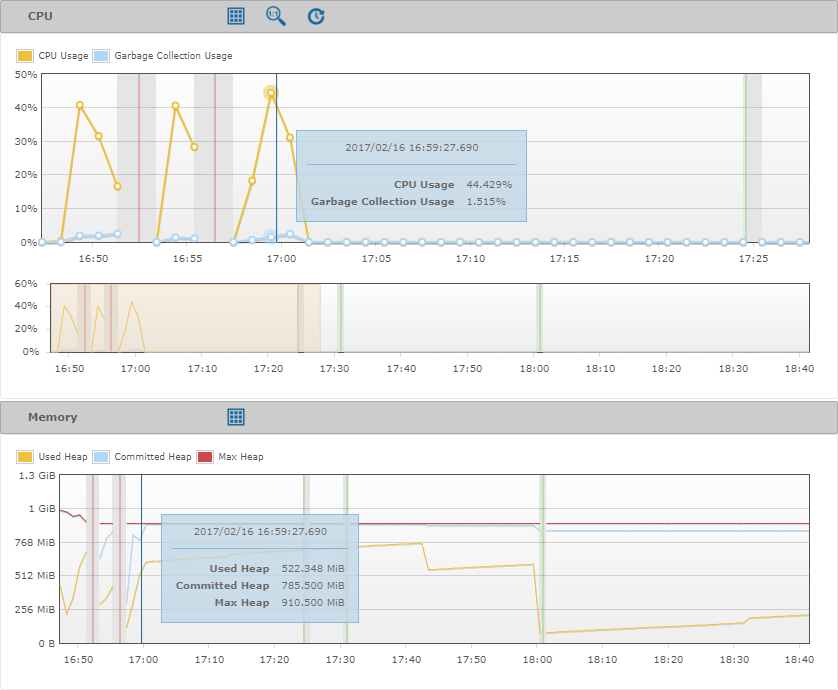 CPU
1:1
CPU Usage Garbage Collection Usage
50%
40%
30%
20%
10%
0%
2017/02/16 16:59:27.690
CPU Usage 44.429%
Garbage Collection Usage 1.515%
16:50 16:55 17:00 17:05 17:10 17:15 17:20 17:25
60%
40%
20%
0%
16:50 17:00 17:10 17:20 17:30 17:40 17:50 18:00 18:10 18:20 18:30 18:40
Memory
Used Heap Committed Heap Max Heap
1.3 GiB
1 GiB
768 MiB
512 MiB
256 MiB
0 B
2017/02/16 16:59:27.690
Used Heap 522.348 MiB
Committed Heap 785.500 MiB
Max Heap 910.500 MiB
16:50 17:00 17:10 17:20 17:30 17:40 17:50 18:00 18:10 18:20 18:30 18:40